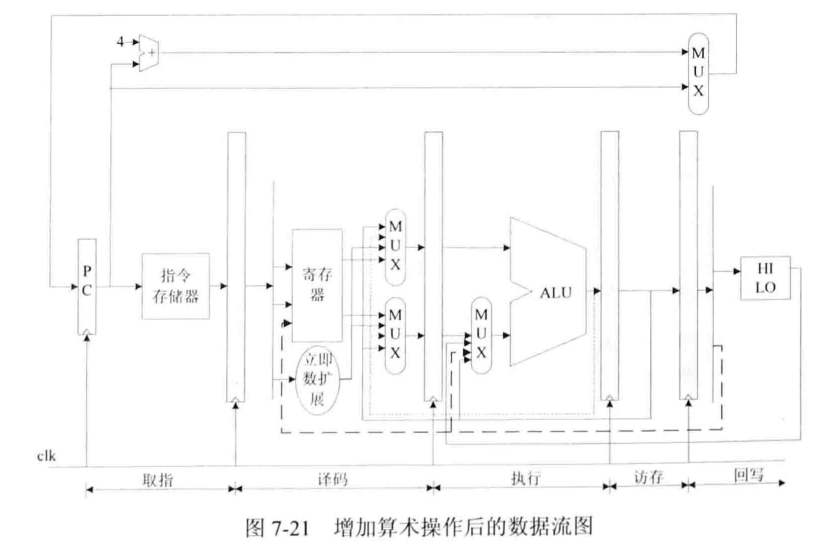 4
+
M
U
X
P
C
指令
存储器
寄存
器
立即
数扩
展
M
U
X
M
U
X
M
U
X
ALU
HI
LO
clk
取指
译码
执行
访存
回写
图 7-21 增加算术操作后的数据流图